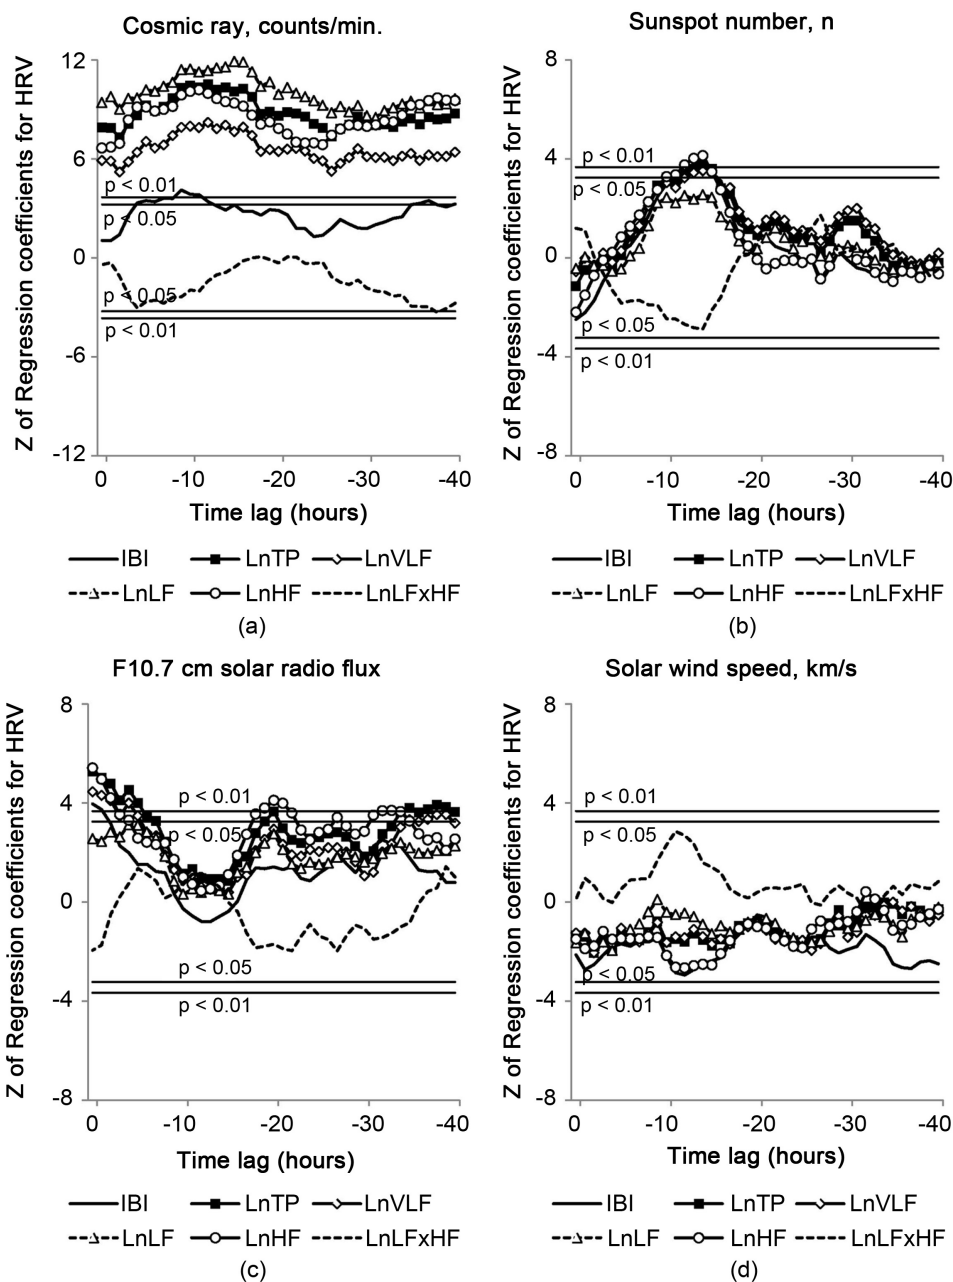 Cosmic ray, counts/min.
Z of Regression coefficients for HRV
12
6
0
-6
-12
p < 0.01
p < 0.05
p < 0.05
p < 0.01
0 -10 -20 -30 -40
Time lag (hours)
IBI LnTP LnVLF
LnLF LnHF LnLFxHF
(a)
Sunspot number, n
Z of Regression coefficients for HRV
8
4
0
-4
-8
p < 0.01
p < 0.05
p < 0.05
p < 0.01
0 -10 -20 -30 -40
Time lag (hours)
IBI LnTP LnVLF
LnLF LnHF LnLFxHF
(b)
F10.7 cm solar radio flux
Z of Regression coefficients for HRV
8
4
0
-4
-8
p < 0.01
p < 0.05
p < 0.05
p < 0.01
0 -10 -20 -30 -40
Time lag (hours)
IBI LnTP LnVLF
LnLF LnHF LnLFxHF
(c)
Solar wind speed, km/s
Z of Regression coefficients for HRV
8
4
0
-4
-8
p < 0.01
p < 0.05
p < 0.05
p < 0.01
0 -10 -20 -30 -40
Time lag (hours)
IBI LnTP LnVLF
LnLF LnHF LnLFxHF
(d)